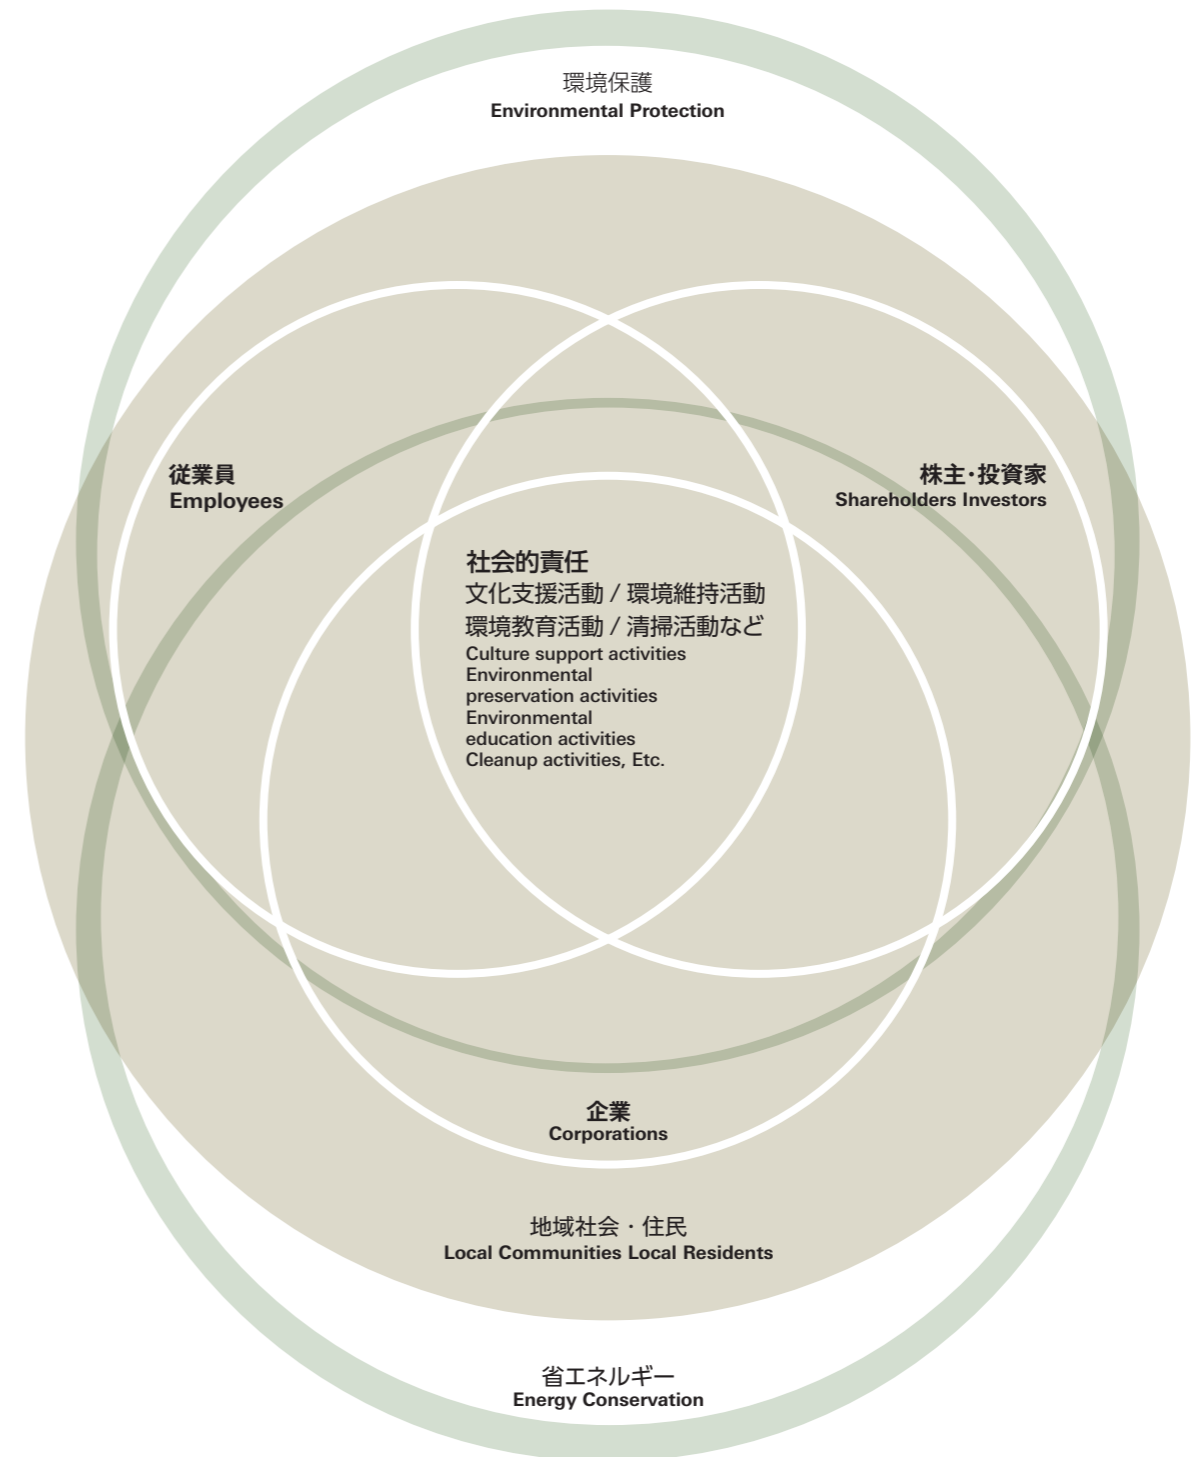 環境保護
Environmental Protection
従業員
Employees
株主･投資家
Shareholders Investors
社会的責任
文化支援活動 / 環境維持活動
環境教育活動 / 清掃活動など
Culture support activities
Environmental
preservation activities
Environmental
education activities
Cleanup activities, Etc.
企業
Corporations
地域社会・住民
Local Communities Local Residents
省エネルギー
Energy Conservation